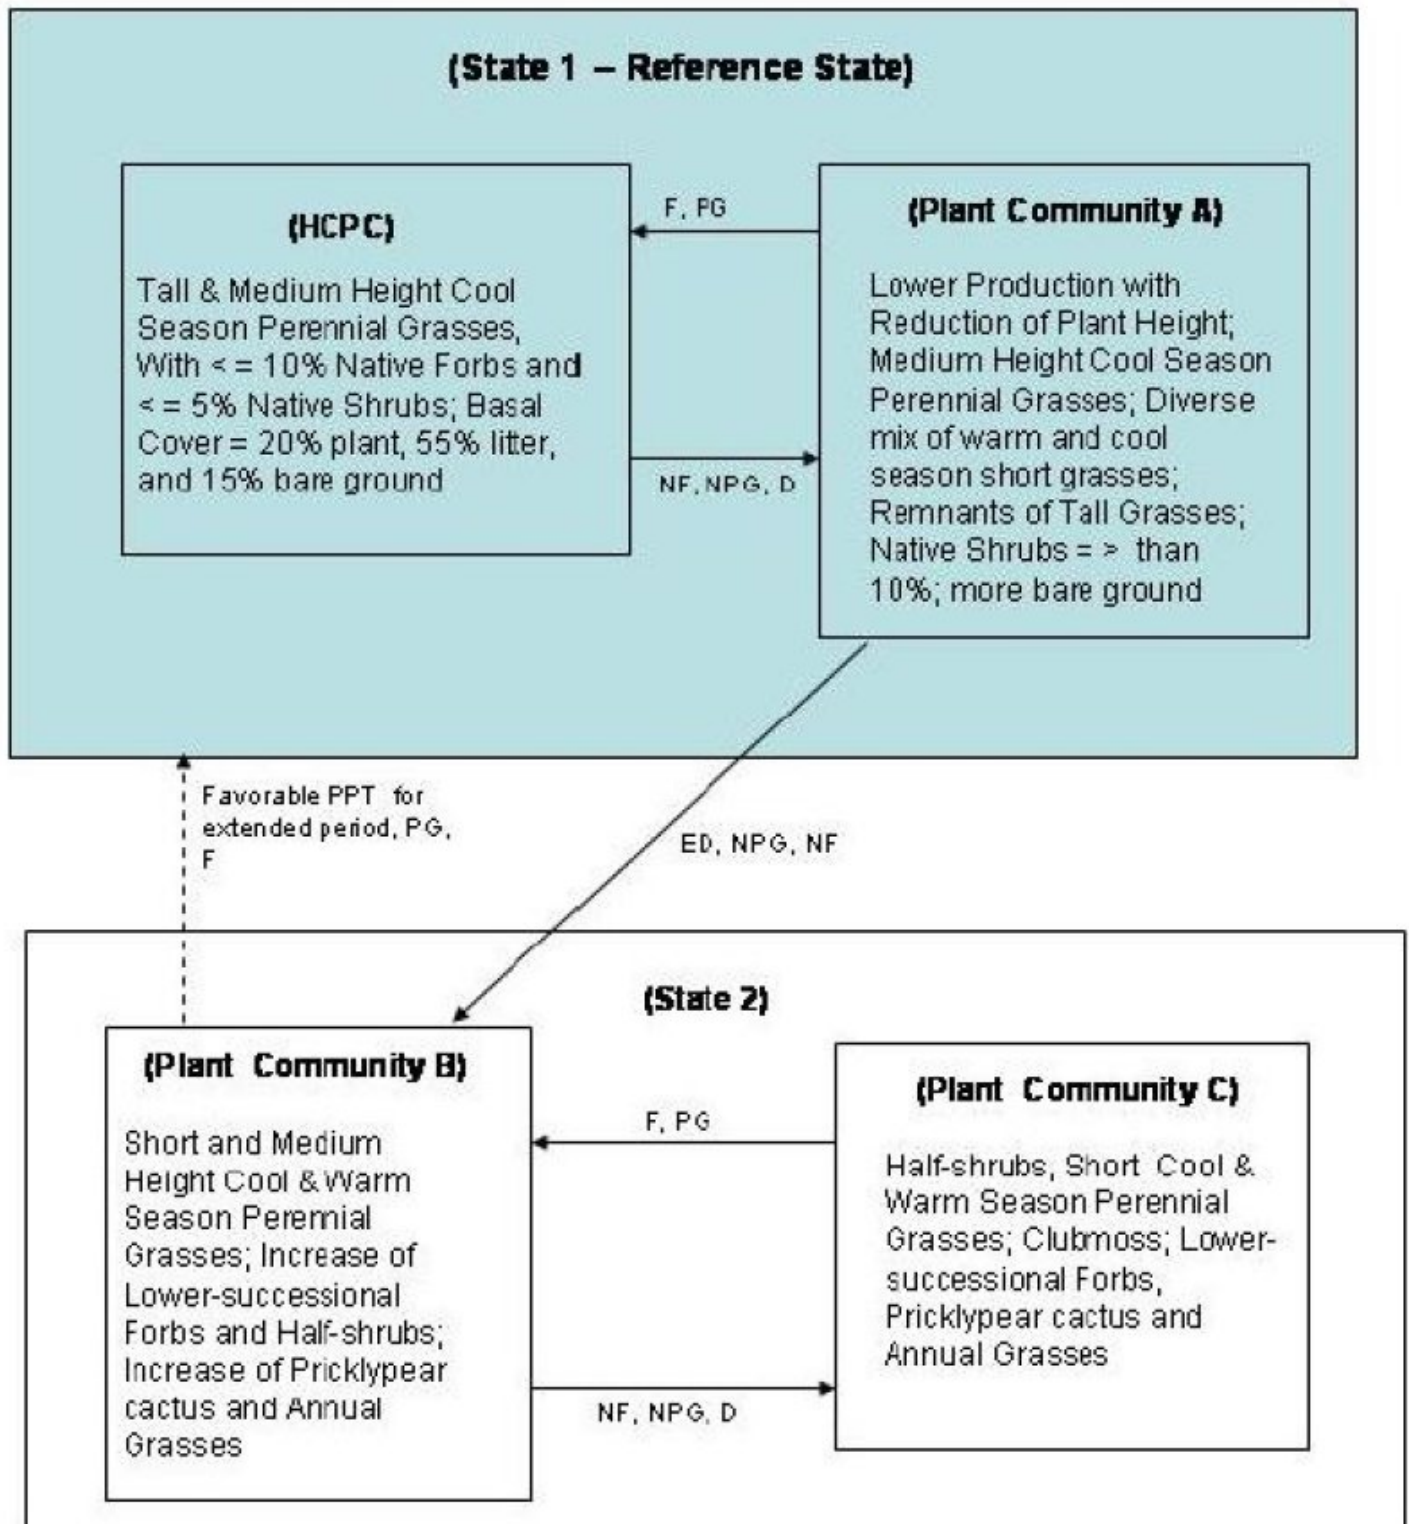 (State 1 – Reference State)
(HCPC)
Tall & Medium Height Cool
Season Perennial Grasses,
With < = 10% Native Forbs and
< = 5% Native Shrubs; Basal
Cover = 20% plant, 55% litter,
and 15% bare ground
F, PG
NF, NPG, D
(Plant Community A)
Lower Production with
Reduction of Plant Height;
Medium Height Cool Season
Perennial Grasses; Diverse
mix of warm and cool
season short grasses;
Remnants of Tall Grasses;
Native Shrubs = > than
10%; more bare ground
Favorable PPT for
extended period, PG,
F
ED, NPG, NF
(State 2)
(Plant Community B)
Short and Medium
Height Cool & Warm
Season Perennial
Grasses; Increase of
Lower-successional
Forbs and Half-shrubs;
Increase of Pricklypear
cactus and Annual
Grasses
F, PG
NF, NPG, D
(Plant Community C)
Half-shrubs, Short Cool &
Warm Season Perennial
Grasses; Clubmoss; Lower-
successional Forbs,
Pricklypear cactus and
Annual Grasses